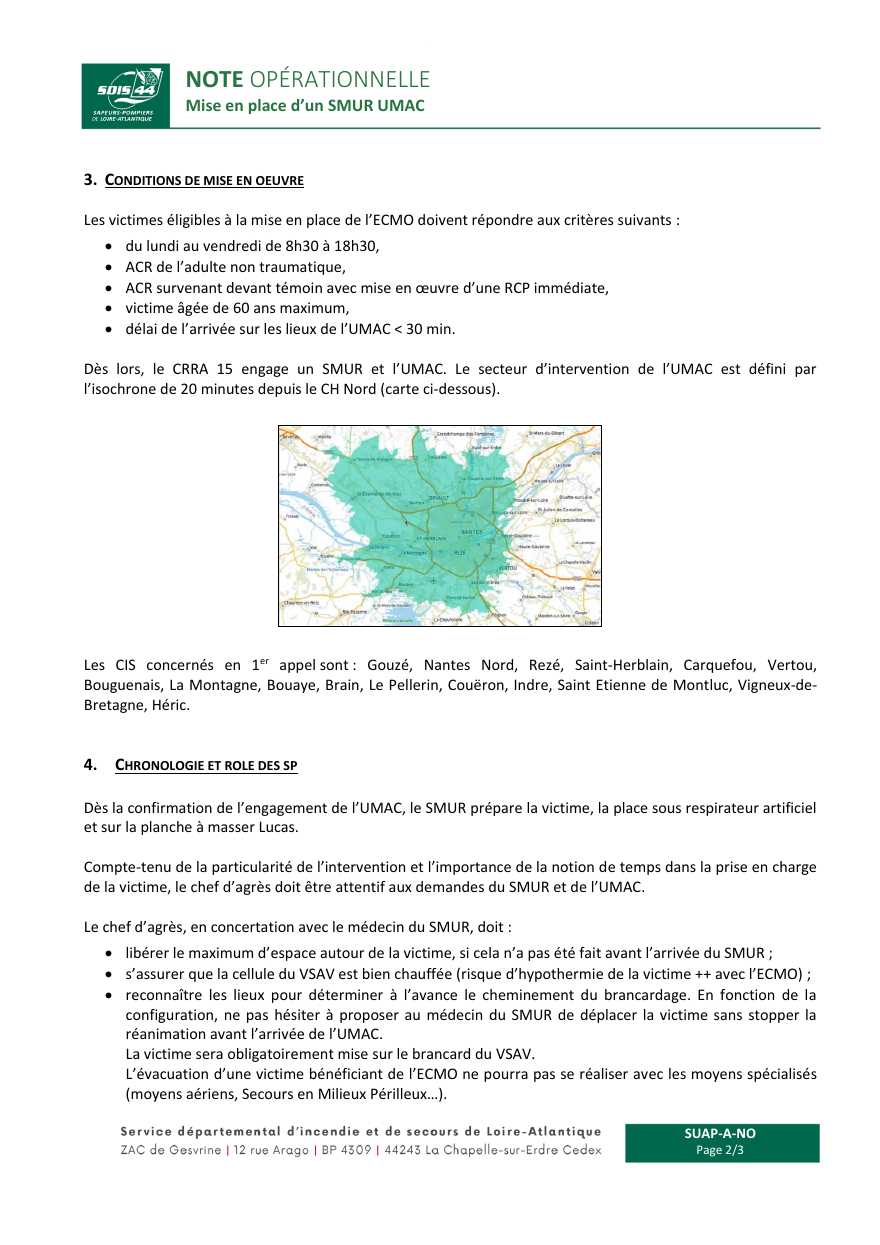 SDIS 44
SAPEURS-POMPIERS
DE LOIRE-ATLANTIQUE
NOTE OPÉRATIONNELLE
Mise en place d’un SMUR UMAC
3. CONDITIONS DE MISE EN OEUVRE
Les victimes éligibles à la mise en place de l’ECMO doivent répondre aux critères suivants :
• du lundi au vendredi de 8h30 à 18h30,
• ACR de l’adulte non traumatique,
• ACR survenant devant témoin avec mise en œuvre d’une RCP immédiate,
• victime âgée de 60 ans maximum,
• délai de l’arrivée sur les lieux de l’UMAC < 30 min.
Dès lors, le CRRA 15 engage un SMUR et l’UMAC. Le secteur d’intervention de l’UMAC est défini par
l’isochrone de 20 minutes depuis le CH Nord (carte ci-dessous).
NANTES
REZÉ
VERTOU
Les CIS concernés en 1er appel sont : Gouzé, Nantes Nord, Rezé, Saint-Herblain, Carquefou, Vertou,
Bouguenais, La Montagne, Bouaye, Brain, Le Pellerin, Couëron, Indre, Saint Etienne de Montluc, Vigneux-de-
Bretagne, Héric.
4. CHRONOLOGIE ET ROLE DES SP
Dès la confirmation de l’engagement de l’UMAC, le SMUR prépare la victime, la place sous respirateur artificiel
et sur la planche à masser Lucas.
Compte-tenu de la particularité de l’intervention et l’importance de la notion de temps dans la prise en charge
de la victime, le chef d’agrès doit être attentif aux demandes du SMUR et de l’UMAC.
Le chef d’agrès, en concertation avec le médecin du SMUR, doit :
• libérer le maximum d’espace autour de la victime, si cela n’a pas été fait avant l’arrivée du SMUR ;
• s’assurer que la cellule du VSAV est bien chauffée (risque d’hypothermie de la victime ++ avec l’ECMO) ;
• reconnaître les lieux pour déterminer à l’avance le cheminement du brancardage. En fonction de la
configuration, ne pas hésiter à proposer au médecin du SMUR de déplacer la victime sans stopper la
réanimation avant l’arrivée de l’UMAC.
La victime sera obligatoirement mise sur le brancard du VSAV.
L’évacuation d’une victime bénéficiant de l’ECMO ne pourra pas se réaliser avec les moyens spécialisés
(moyens aériens, Secours en Milieux Périlleux…).
Service départemental d’incendie et de secours de Loire-Atlantique
ZAC de Gesvrine | 12 rue Arago | BP 4309 | 44243 La Chapelle-sur-Erdre Cedex
SUAP-A-NO
Page 2/3